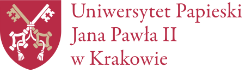 Uniwersytet Papieski
Jana Pawła II
w Krakowie